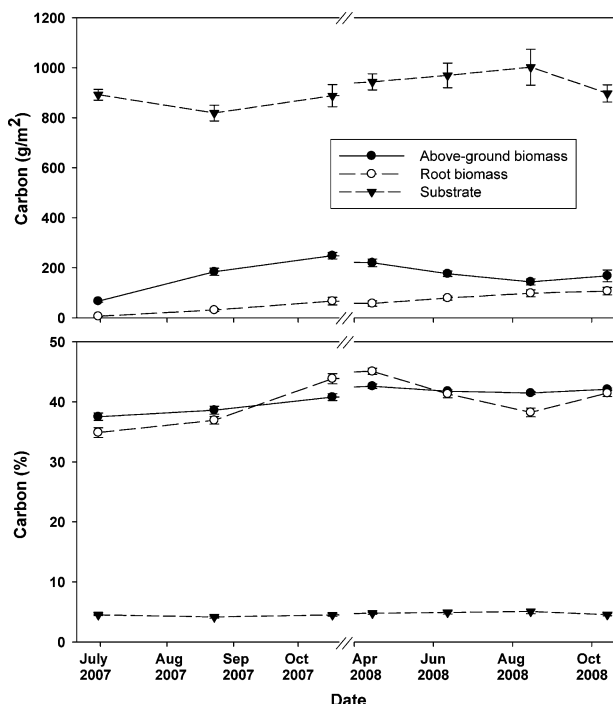 1200
1000
800
600
400
200
0
Carbon (g/m²)
Above-ground biomass
Root biomass
Substrate
50
40
30
20
10
0
Carbon (%)
July Aug Sep Oct Apr Jun Aug Oct
2007 2007 2007 2007 2008 2008 2008 2008
Date